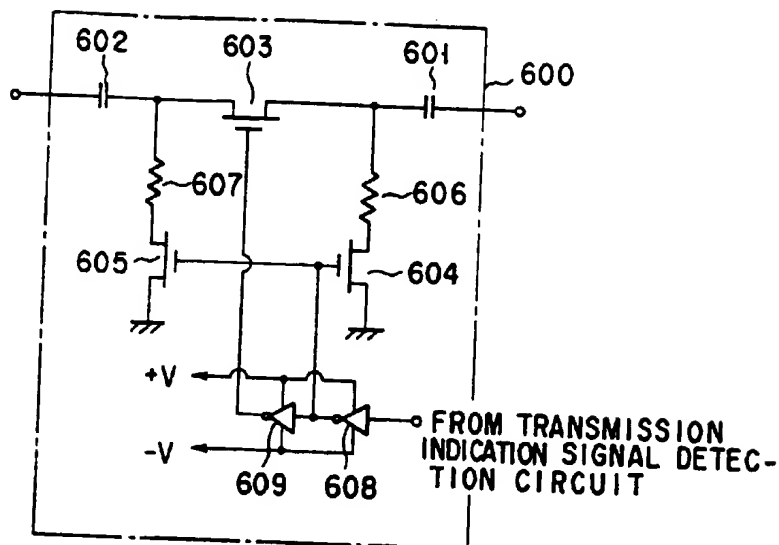 603
602
601
600
607
606
605
604
+V
-V
609
608
FROM TRANSMISSION
INDICATION SIGNAL DETEC-
TION CIRCUIT